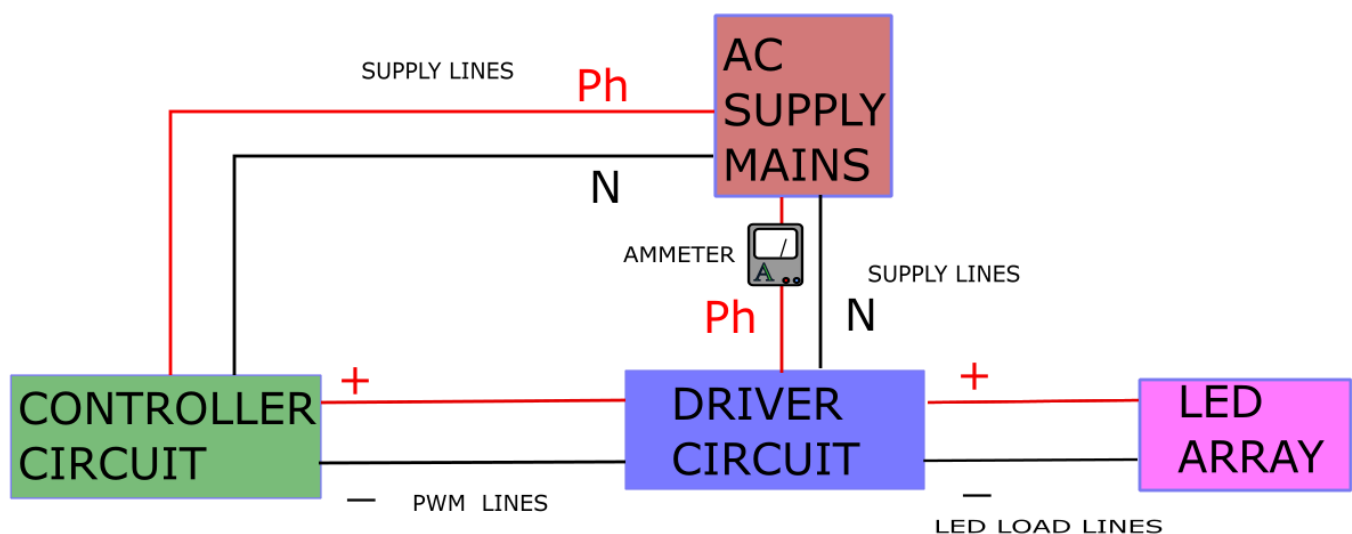 SUPPLY LINES
Ph
N
AC
SUPPLY
MAINS
AMMETER
A
Ph
N
SUPPLY LINES
CONTROLLER
CIRCUIT
+
−
PWM LINES
DRIVER
CIRCUIT
+
−
LED LOAD LINES
LED
ARRAY